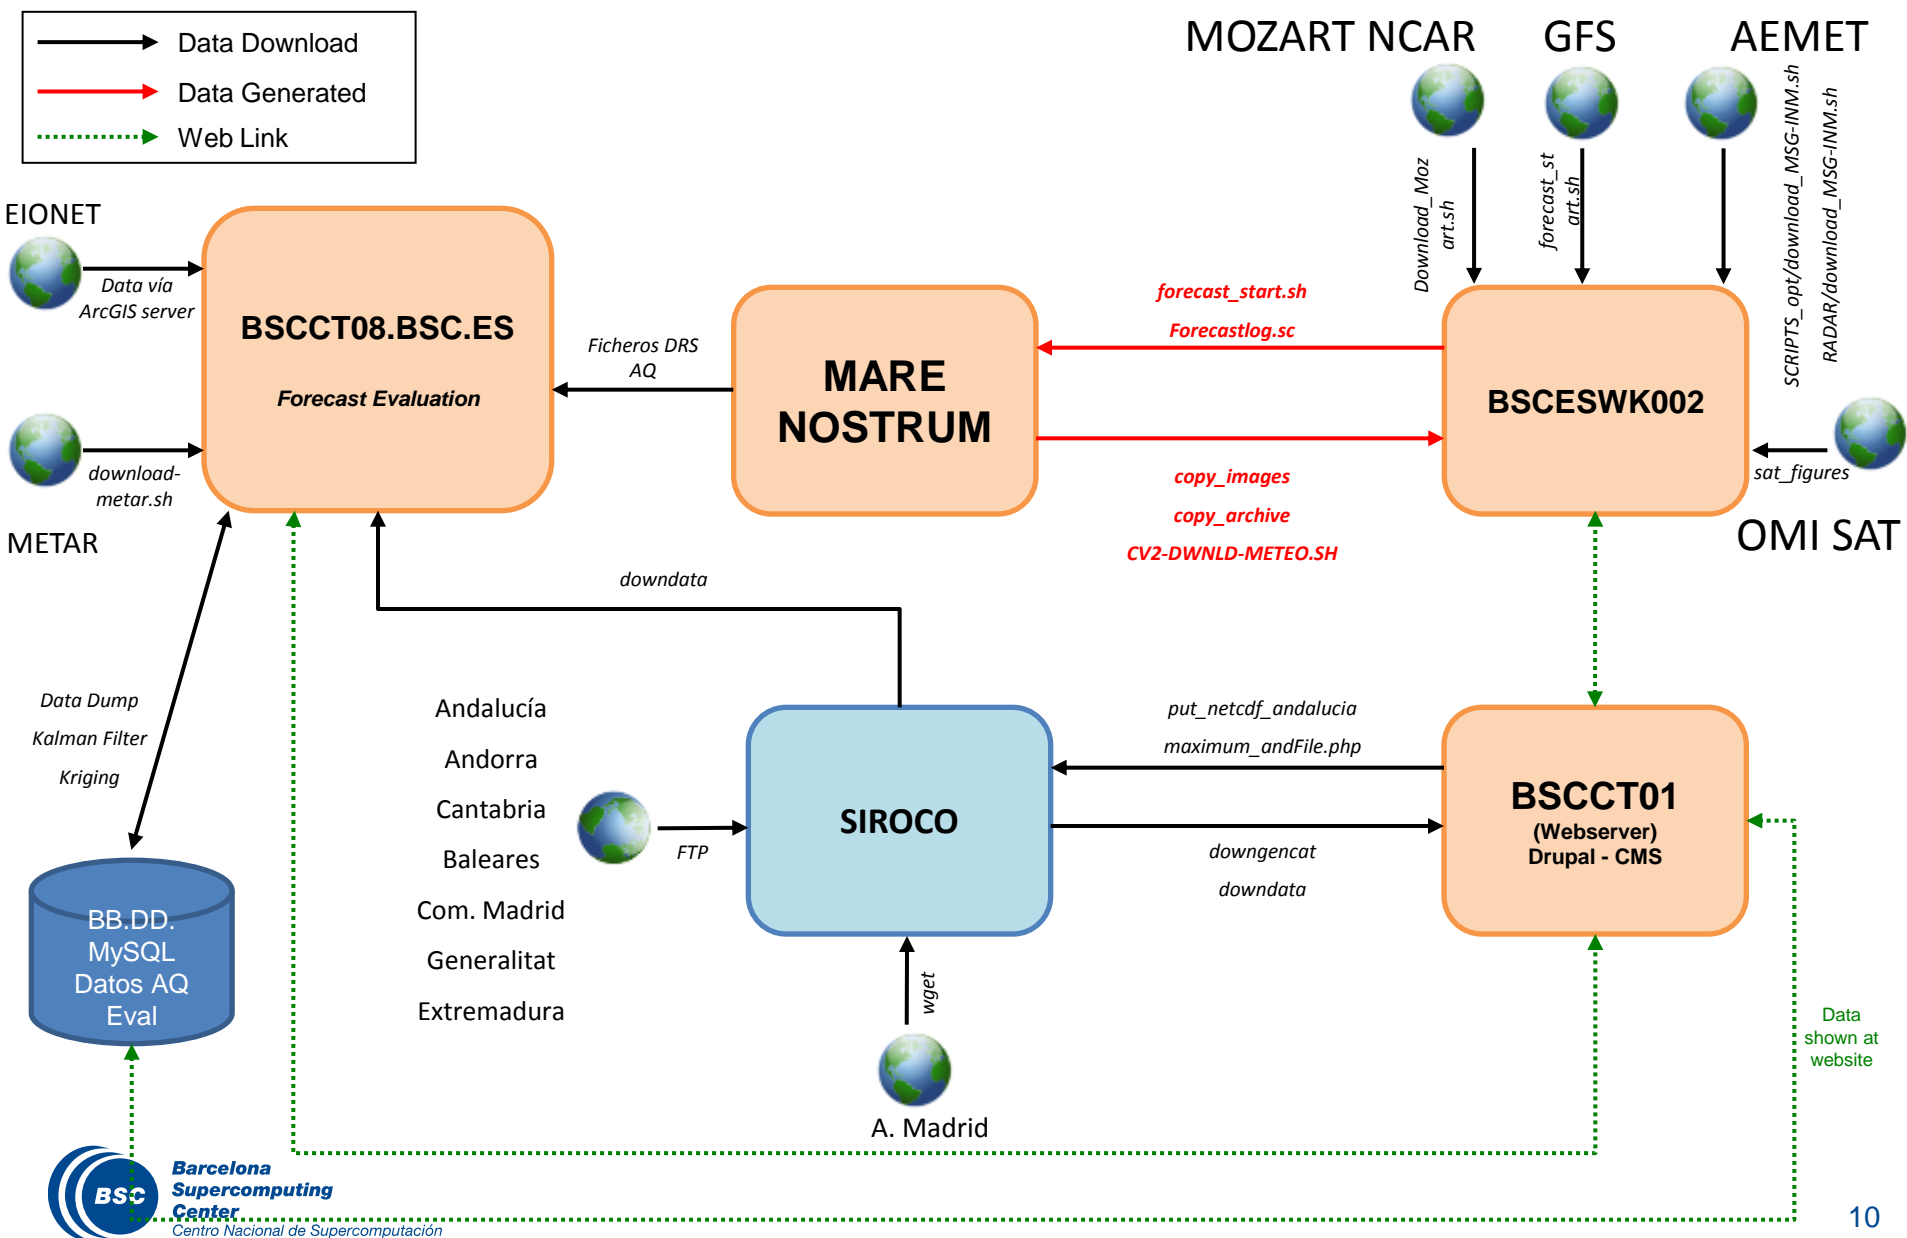 Data Download
Data Generated
Web Link
MOZART NCAR
GFS
AEMET
Download_Moz
art.sh
forecast_st
art.sh
SCRIPTS_opt/download_MSG-INM.sh
RADAR/download_MSG-INM.sh
EIONET
Data vía
ArcGIS server
BSCCT08.BSC.ES
Forecast Evaluation
download-
metar.sh
METAR
Ficheros DRS
AQ
MARE
NOSTRUM
forecast_start.sh
Forecastlog.sc
copy_images
copy_archive
CV2-DWNLD-METEO.SH
BSCESWK002
sat_figures
OMI SAT
downdata
Data Dump
Kalman Filter
Kriging
Andalucía
Andorra
Cantabria
Baleares
Com. Madrid
Generalitat
Extremadura
FTP
SIROCO
put_netcdf_andalucia
maximum_andFile.php
downgencat
downdata
BSCCT01
(Webserver)
Drupal - CMS
BB.DD.
MySQL
Datos AQ
Eval
wget
A. Madrid
Data
shown at
website
BSC
Barcelona
Supercomputing
Center
Centro Nacional de Supercomputación
10